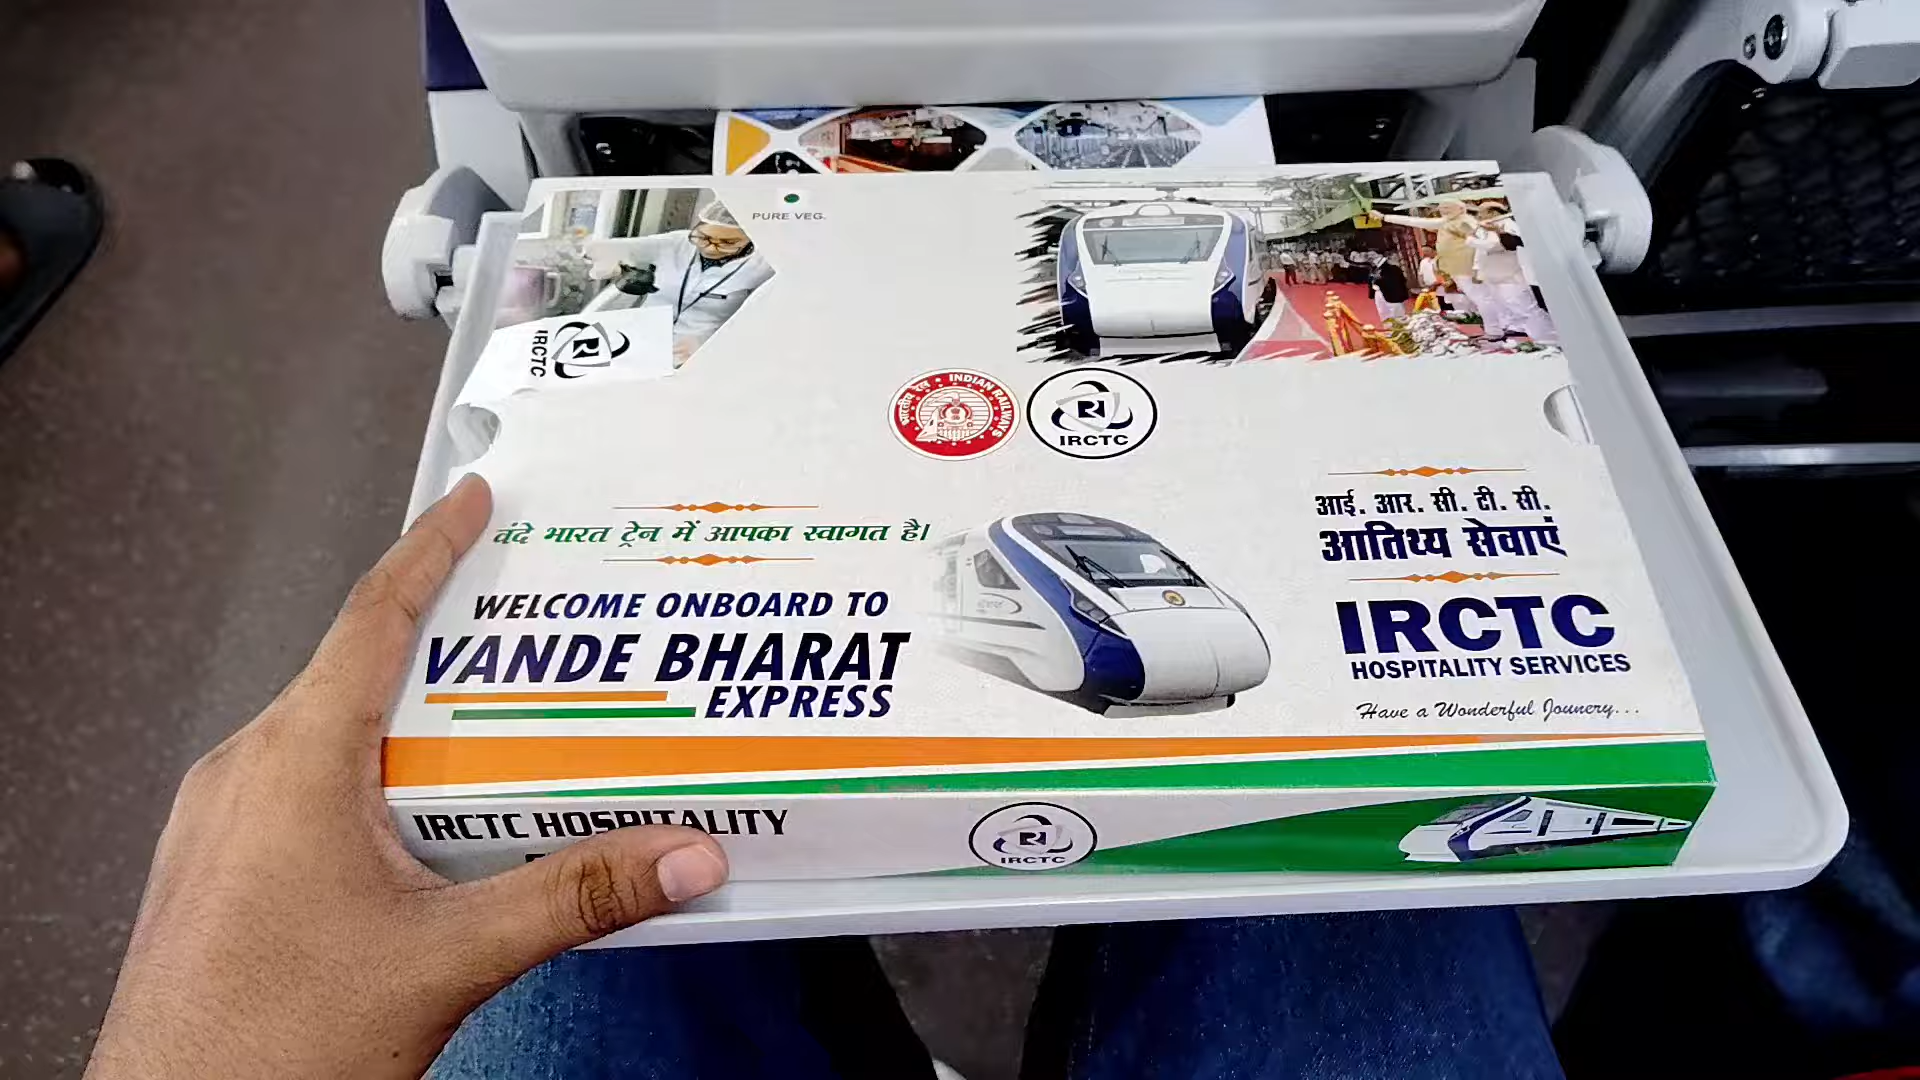 PURE VEG.
IRCTC
भारतीय रेल
INDIAN RAILWAYS
IRCTC
वंदे भारत ट्रेन में आपका स्वागत है।
WELCOME ONBOARD TO
VANDE BHARAT
EXPRESS
आई. आर. सी. टी. सी.
आतिथ्य सेवाएं
IRCTC
HOSPITALITY SERVICES
Have a Wonderful Jounery...
IRCTC HOSPITALITY
IRCTC